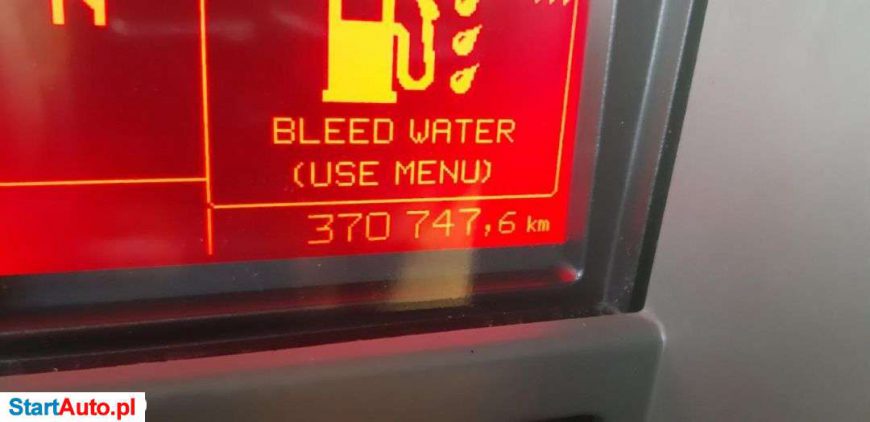 N
BLEED WATER
(USE MENU)
370 747,6 km
StartAuto.pl